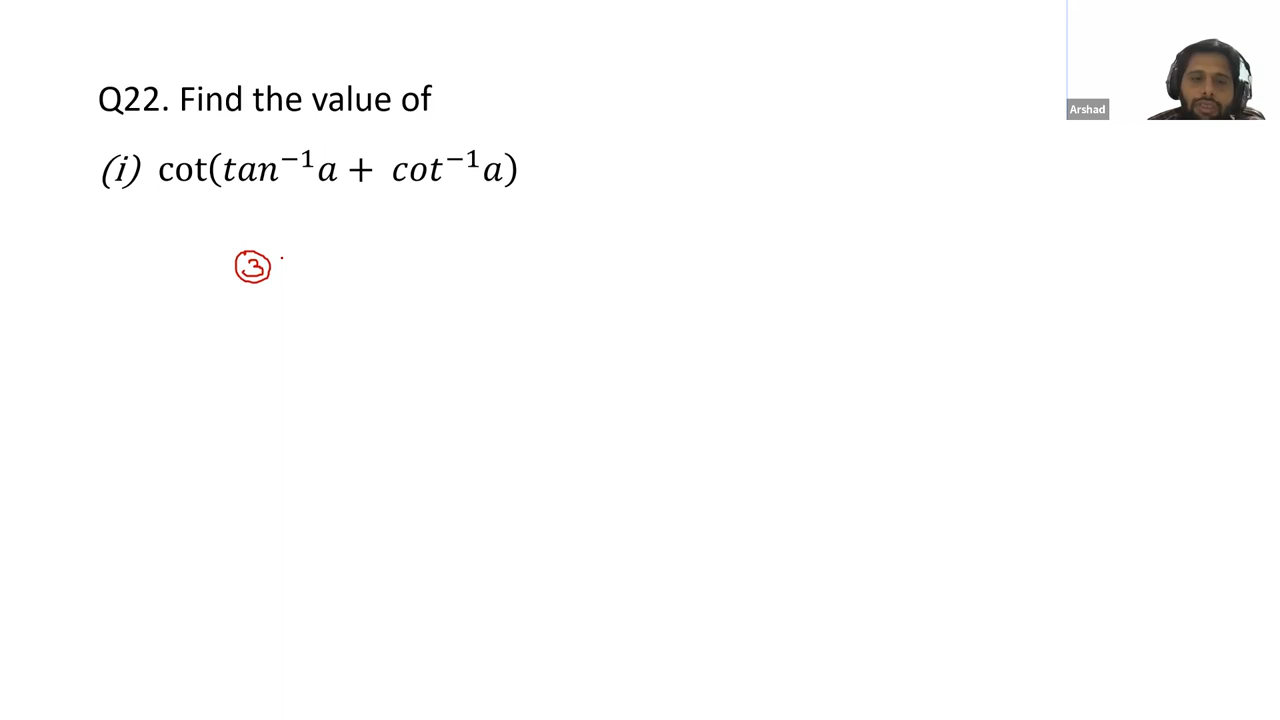 Q22. Find the value of
(i) cot(tan⁻¹a + cot⁻¹a)
③
Arshad